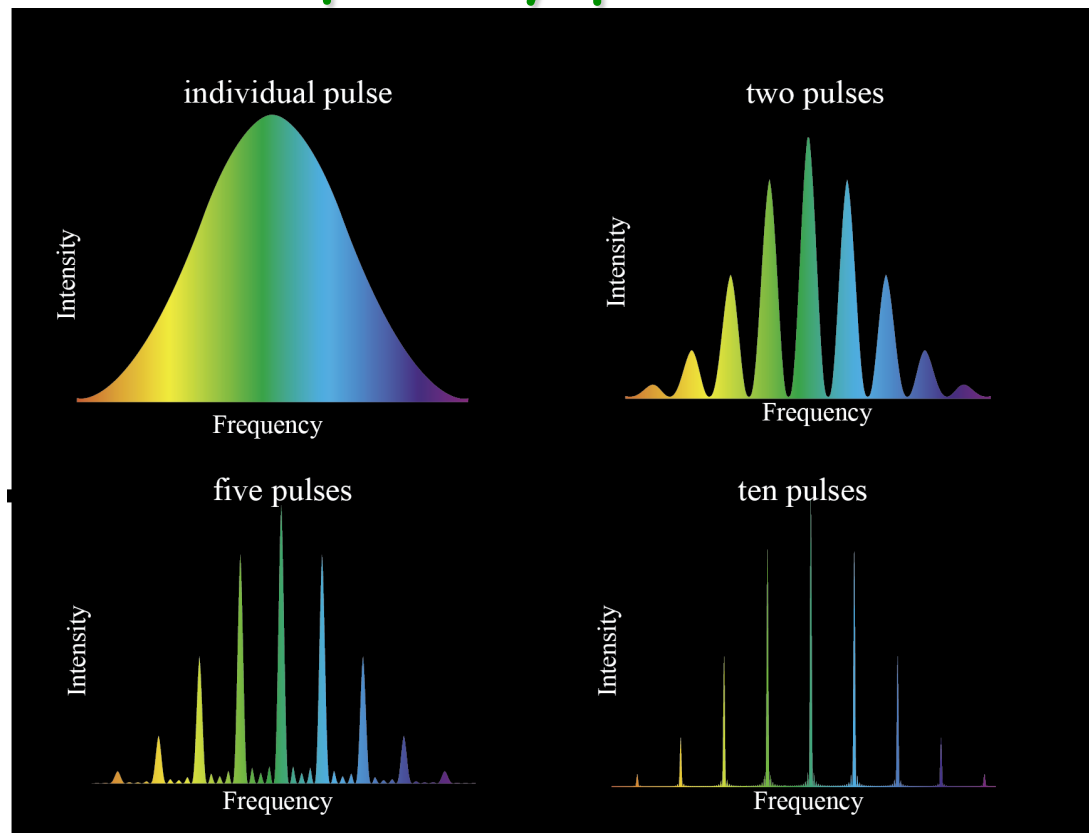 individual pulse
Intensity
Frequency
two pulses
Intensity
Frequency
five pulses
Intensity
Frequency
ten pulses
Intensity
Frequency